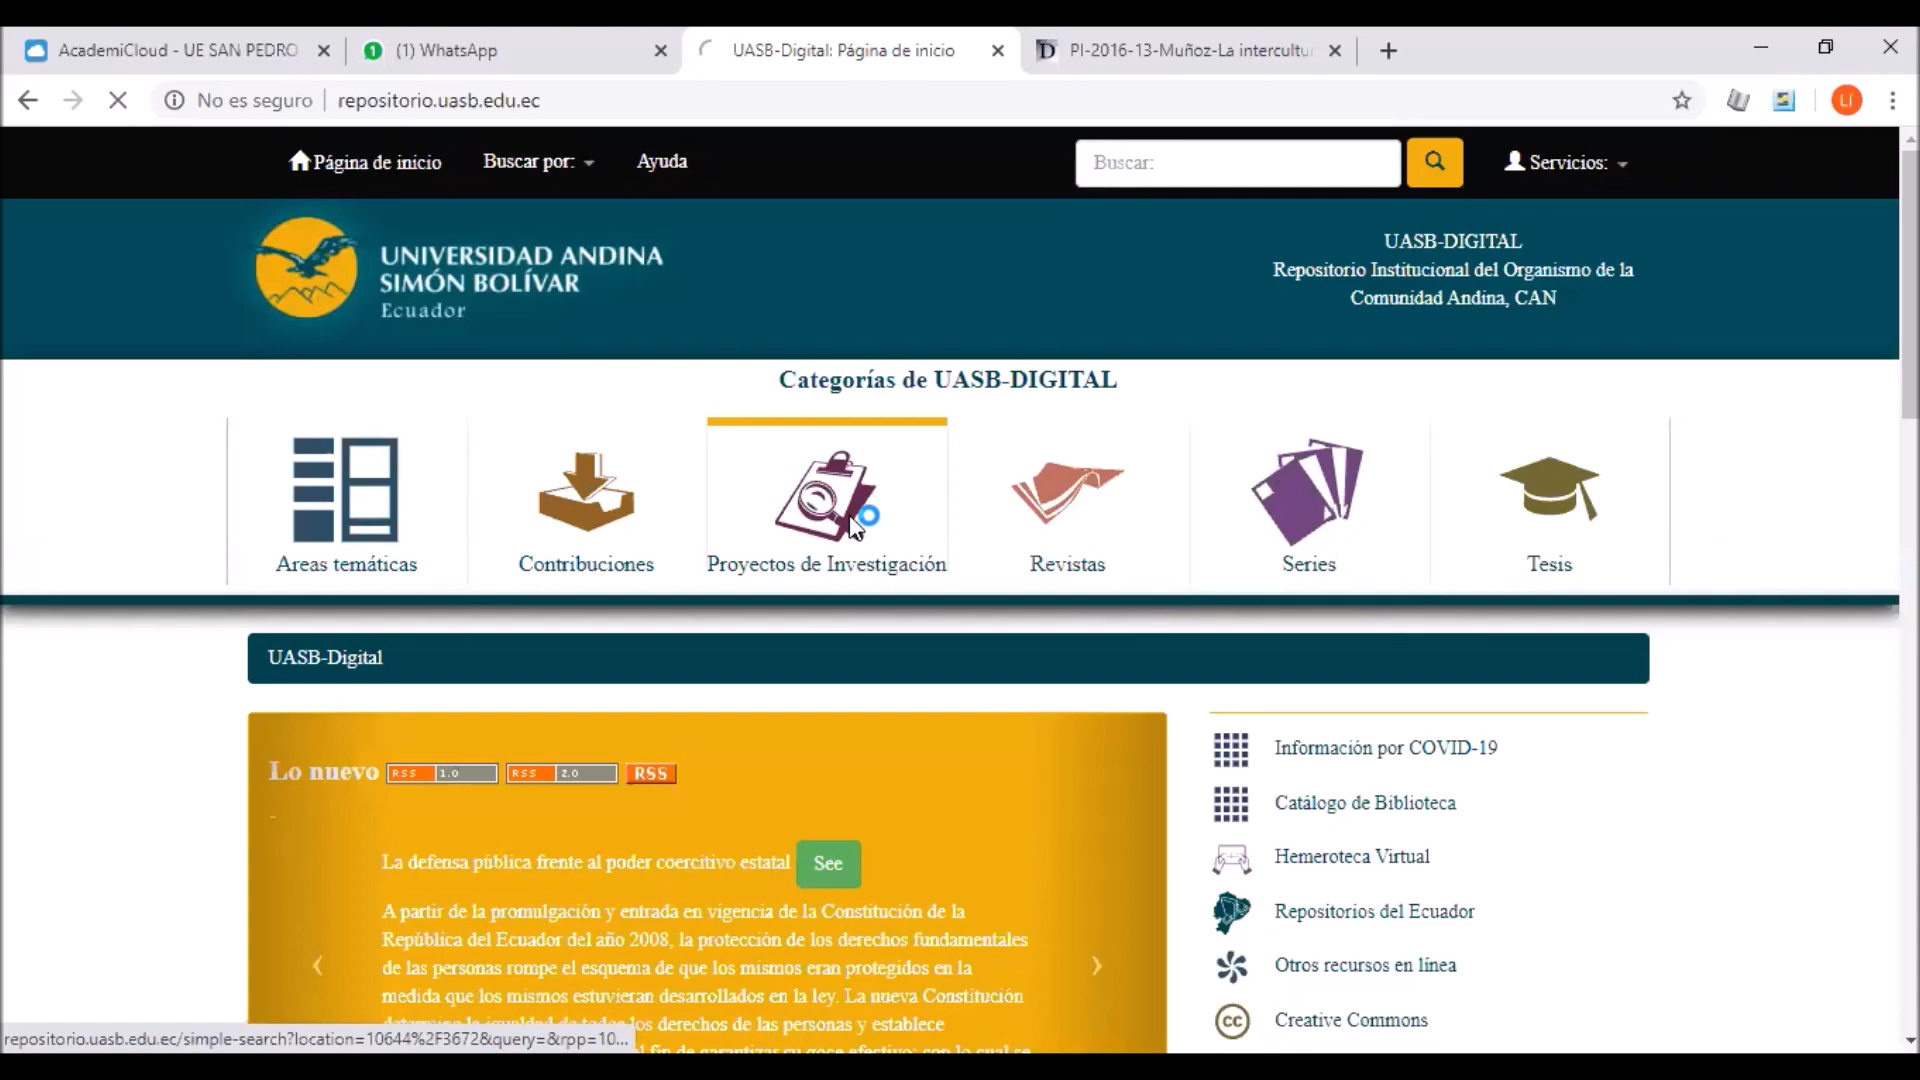 AcademiCloud - UE SAN PEDRO
(1) WhatsApp
UASB-Digital: Página de inicio
PI-2016-13-Muñoz-La intercultu
No es seguro
repositorio.uasb.edu.ec
LI
Página de inicio
Buscar por:
Ayuda
Buscar:
Servicios:
UNIVERSIDAD ANDINA
SIMÓN BOLÍVAR
Ecuador
UASB-DIGITAL
Repositorio Institucional del Organismo de la
Comunidad Andina, CAN
Categorías de UASB-DIGITAL
Areas temáticas
Contribuciones
Proyectos de Investigación
Revistas
Series
Tesis
UASB-Digital
Lo nuevo RSS 1.0 RSS 2.0 RSS
La defensa pública frente al poder coercitivo estatal See
A partir de la promulgación y entrada en vigencia de la Constitución de la
República del Ecuador del año 2008, la protección de los derechos fundamentales
de las personas rompe el esquema de que los mismos eran protegidos en la
medida que los mismos estuvieran desarrollados en la ley. La nueva Constitución
determina la igualdad de todos los derechos de las personas y establece
l fin de garantizar su goce efectivo; con lo cual se
Información por COVID-19
Catálogo de Biblioteca
Hemeroteca Virtual
Repositorios del Ecuador
Otros recursos en línea
cc Creative Commons
repositorio.uasb.edu.ec/simple-search?location=10644%2F3672&query=&rpp=10...